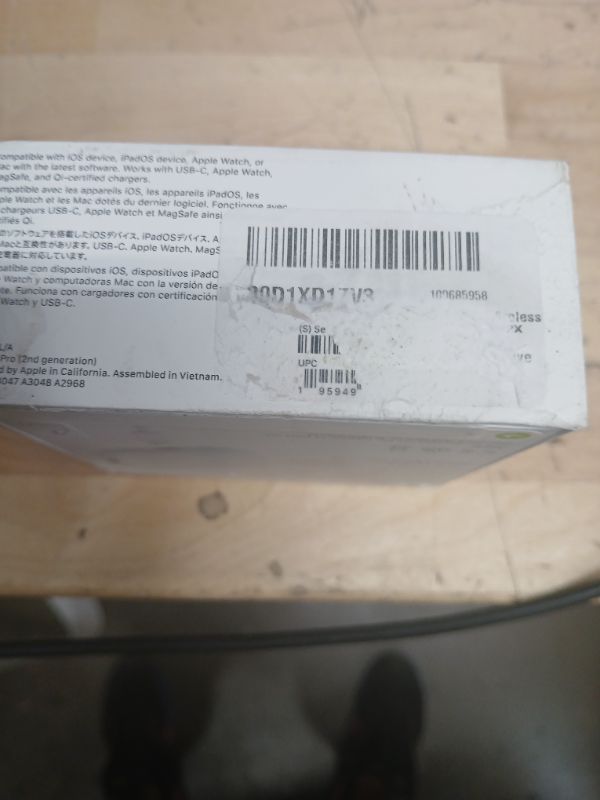 compatible with iOS device, iPadOS device, Apple Watch, or
ac with the latest software. Works with USB-C, Apple Watch,
agSafe, and Qi-certified chargers.
mpatible avec les appareils iOS, les appareils iPadOS, les
ple Watch et les Mac dotés du dernier logiciel. Fonctionne avec
chargeurs USB-C, Apple Watch et MagSafe ainsi
tifiés Qi.
のソフトウェアを搭載したiOSデバイス、iPadOSデバイス、A
Macと互換性があります。USB-C、Apple Watch、MagS
電器に対応しています。
patible con dispositivos iOS, dispositivos iPadO
Watch y computadoras Mac con la versión de
te. Funciona con cargadores con certificación
Watch y USB-C.
100685958
(S) Se
UPC
1 95949
L/A
Pro (2nd generation)
d by Apple in California. Assembled in Vietnam.
3047 A3048 A2968